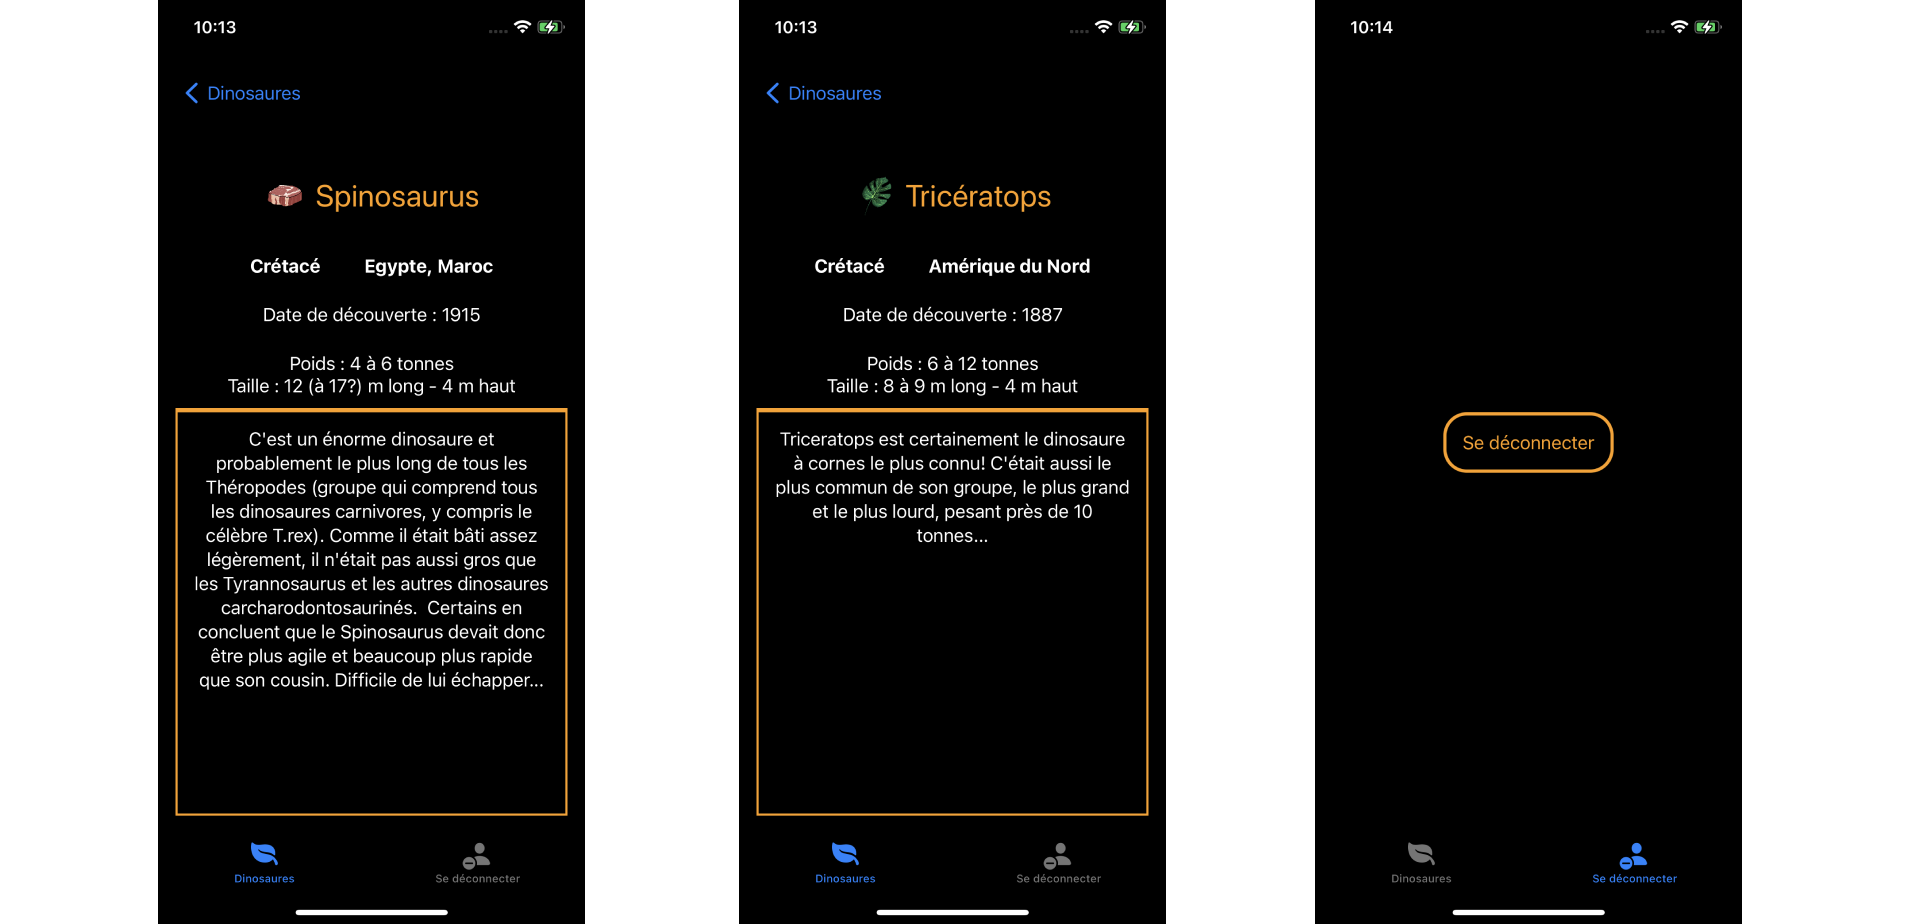 10:13
Dinosaures
Spinosaurus
Crétacé Egypte, Maroc
Date de découverte : 1915
Poids : 4 à 6 tonnes
Taille : 12 (à 17?) m long - 4 m haut
C'est un énorme dinosaure et
probablement le plus long de tous les
Théropodes (groupe qui comprend tous
les dinosaures carnivores, y compris le
célèbre T.rex). Comme il était bâti assez
légèrement, il n'était pas aussi gros que
les Tyrannosaurus et les autres dinosaures
carcharodontosaurinés.  Certains en
concluent que le Spinosaurus devait donc
être plus agile et beaucoup plus rapide
que son cousin. Difficile de lui échapper...
Dinosaures Se déconnecter
10:13
Dinosaures
Tricératops
Crétacé Amérique du Nord
Date de découverte : 1887
Poids : 6 à 12 tonnes
Taille : 8 à 9 m long - 4 m haut
Triceratops est certainement le dinosaure
à cornes le plus connu! C'était aussi le
plus commun de son groupe, le plus grand
et le plus lourd, pesant près de 10
tonnes...
Dinosaures Se déconnecter
10:14
Se déconnecter
Dinosaures Se déconnecter